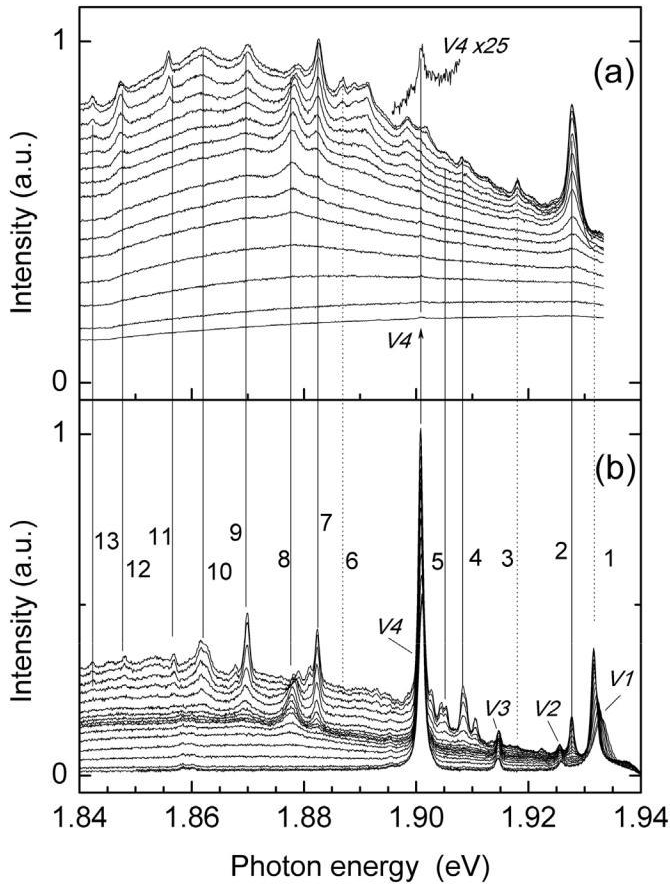 1
V4 x25
(a)
Intensity (a.u.)
V4
0
1
(b)
13
12
11
10
9
8
7
6
5
4
3
2
1
V4
V3
V2
V1
Intensity (a.u.)
0
1.84 1.86 1.88 1.90 1.92 1.94
Photon energy (eV)